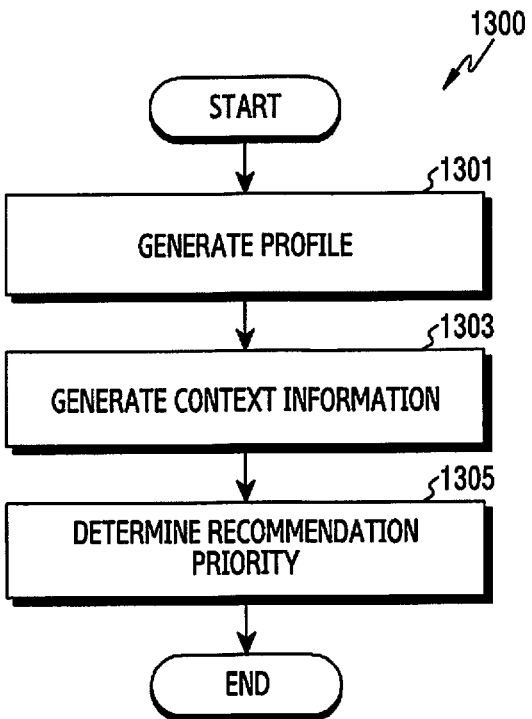 1300
START
1301
GENERATE PROFILE
1303
GENERATE CONTEXT INFORMATION
1305
DETERMINE RECOMMENDATION
PRIORITY
END